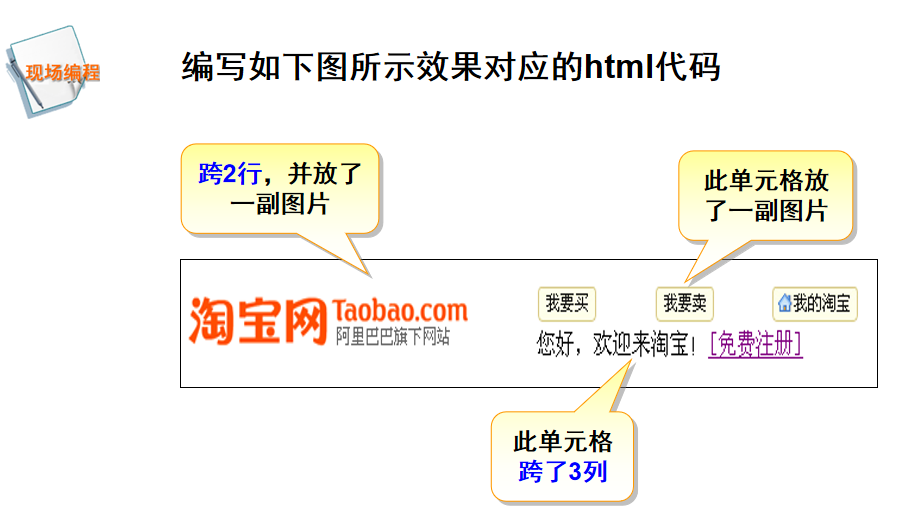 现场编程
编写如下图所示效果对应的html代码
跨2行，并放了
一副图片
此单元格放
了一副图片
淘宝网 Taobao.com
阿里巴巴旗下网站
我要买
我要卖
我的淘宝
您好，欢迎来淘宝！[免费注册]
此单元格
跨了3列